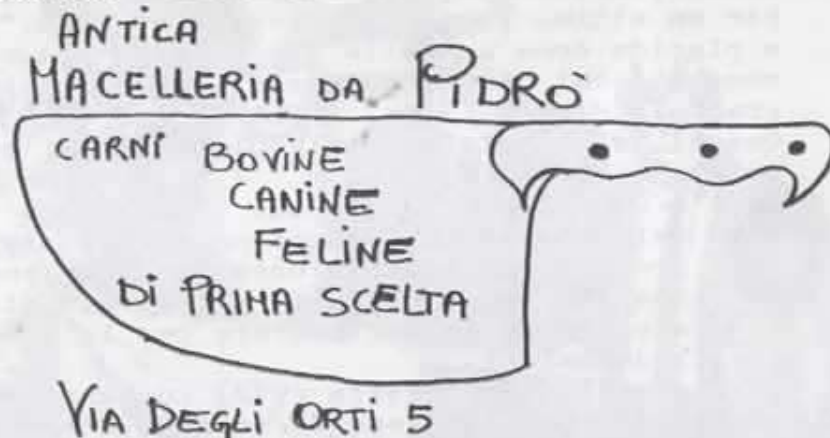 ANTICA
MACELLERIA DA PIDRÒ
CARNI BOVINE
CANINE
FELINE
DI PRIMA SCELTA
VIA DEGLI ORTI 5